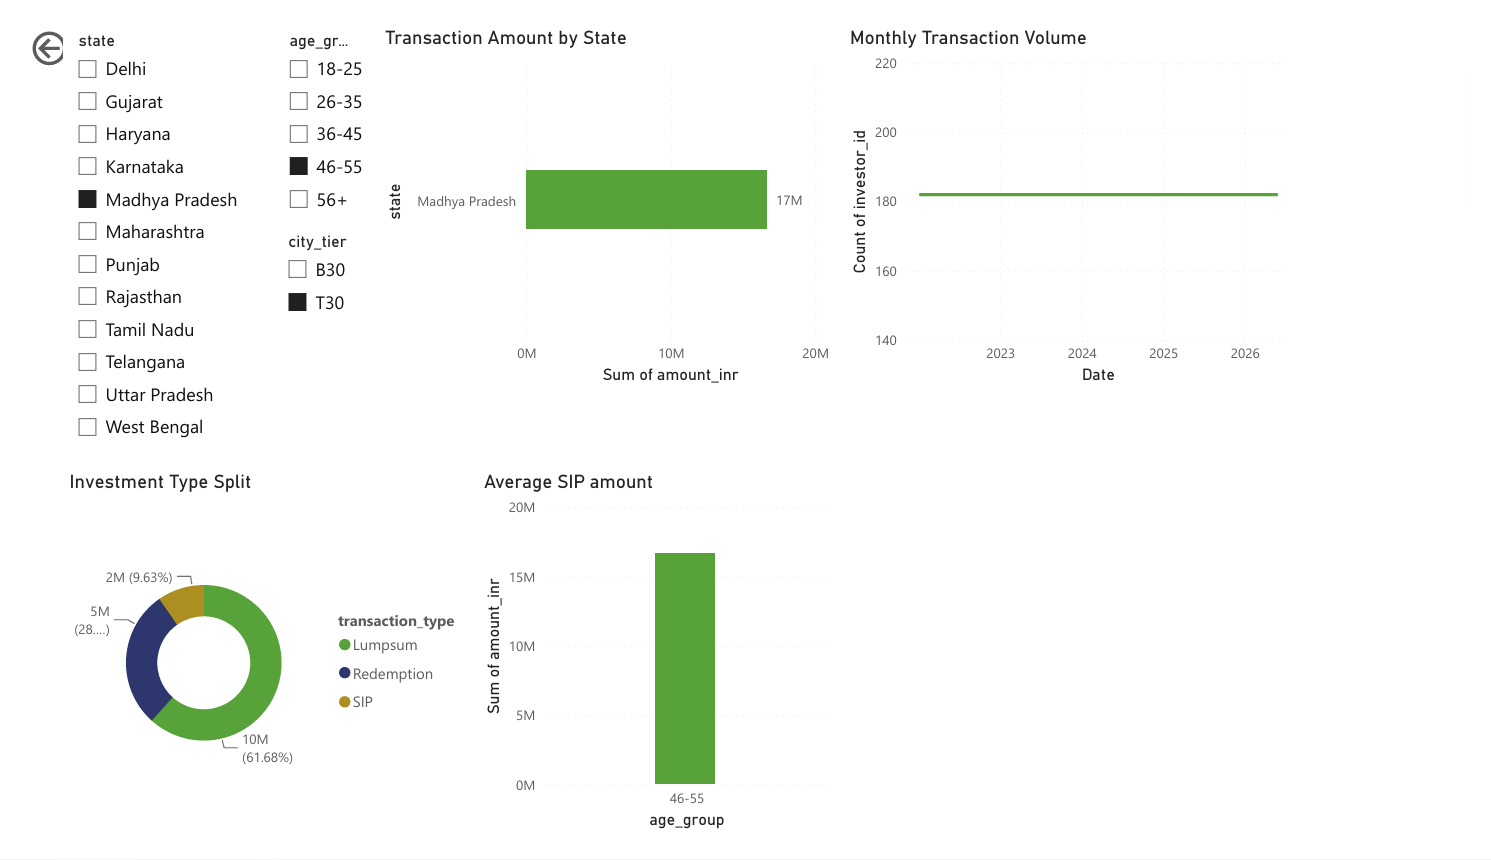 state
Delhi
Gujarat
Haryana
Karnataka
Madhya Pradesh
Maharashtra
Punjab
Rajasthan
Tamil Nadu
Telangana
Uttar Pradesh
West Bengal
age_gr...
18-25
26-35
36-45
46-55
56+
city_tier
B30
T30
Transaction Amount by State
state
Madhya Pradesh
17M
0M
10M
20M
Sum of amount_inr
Monthly Transaction Volume
Count of investor_id
220
200
180
160
140
2023
2024
2025
2026
Date
Investment Type Split
2M (9.63%)
5M
(28....)
10M
(61.68%)
transaction_type
Lumpsum
Redemption
SIP
Average SIP amount
Sum of amount_inr
20M
15M
10M
5M
0M
46-55
age_group